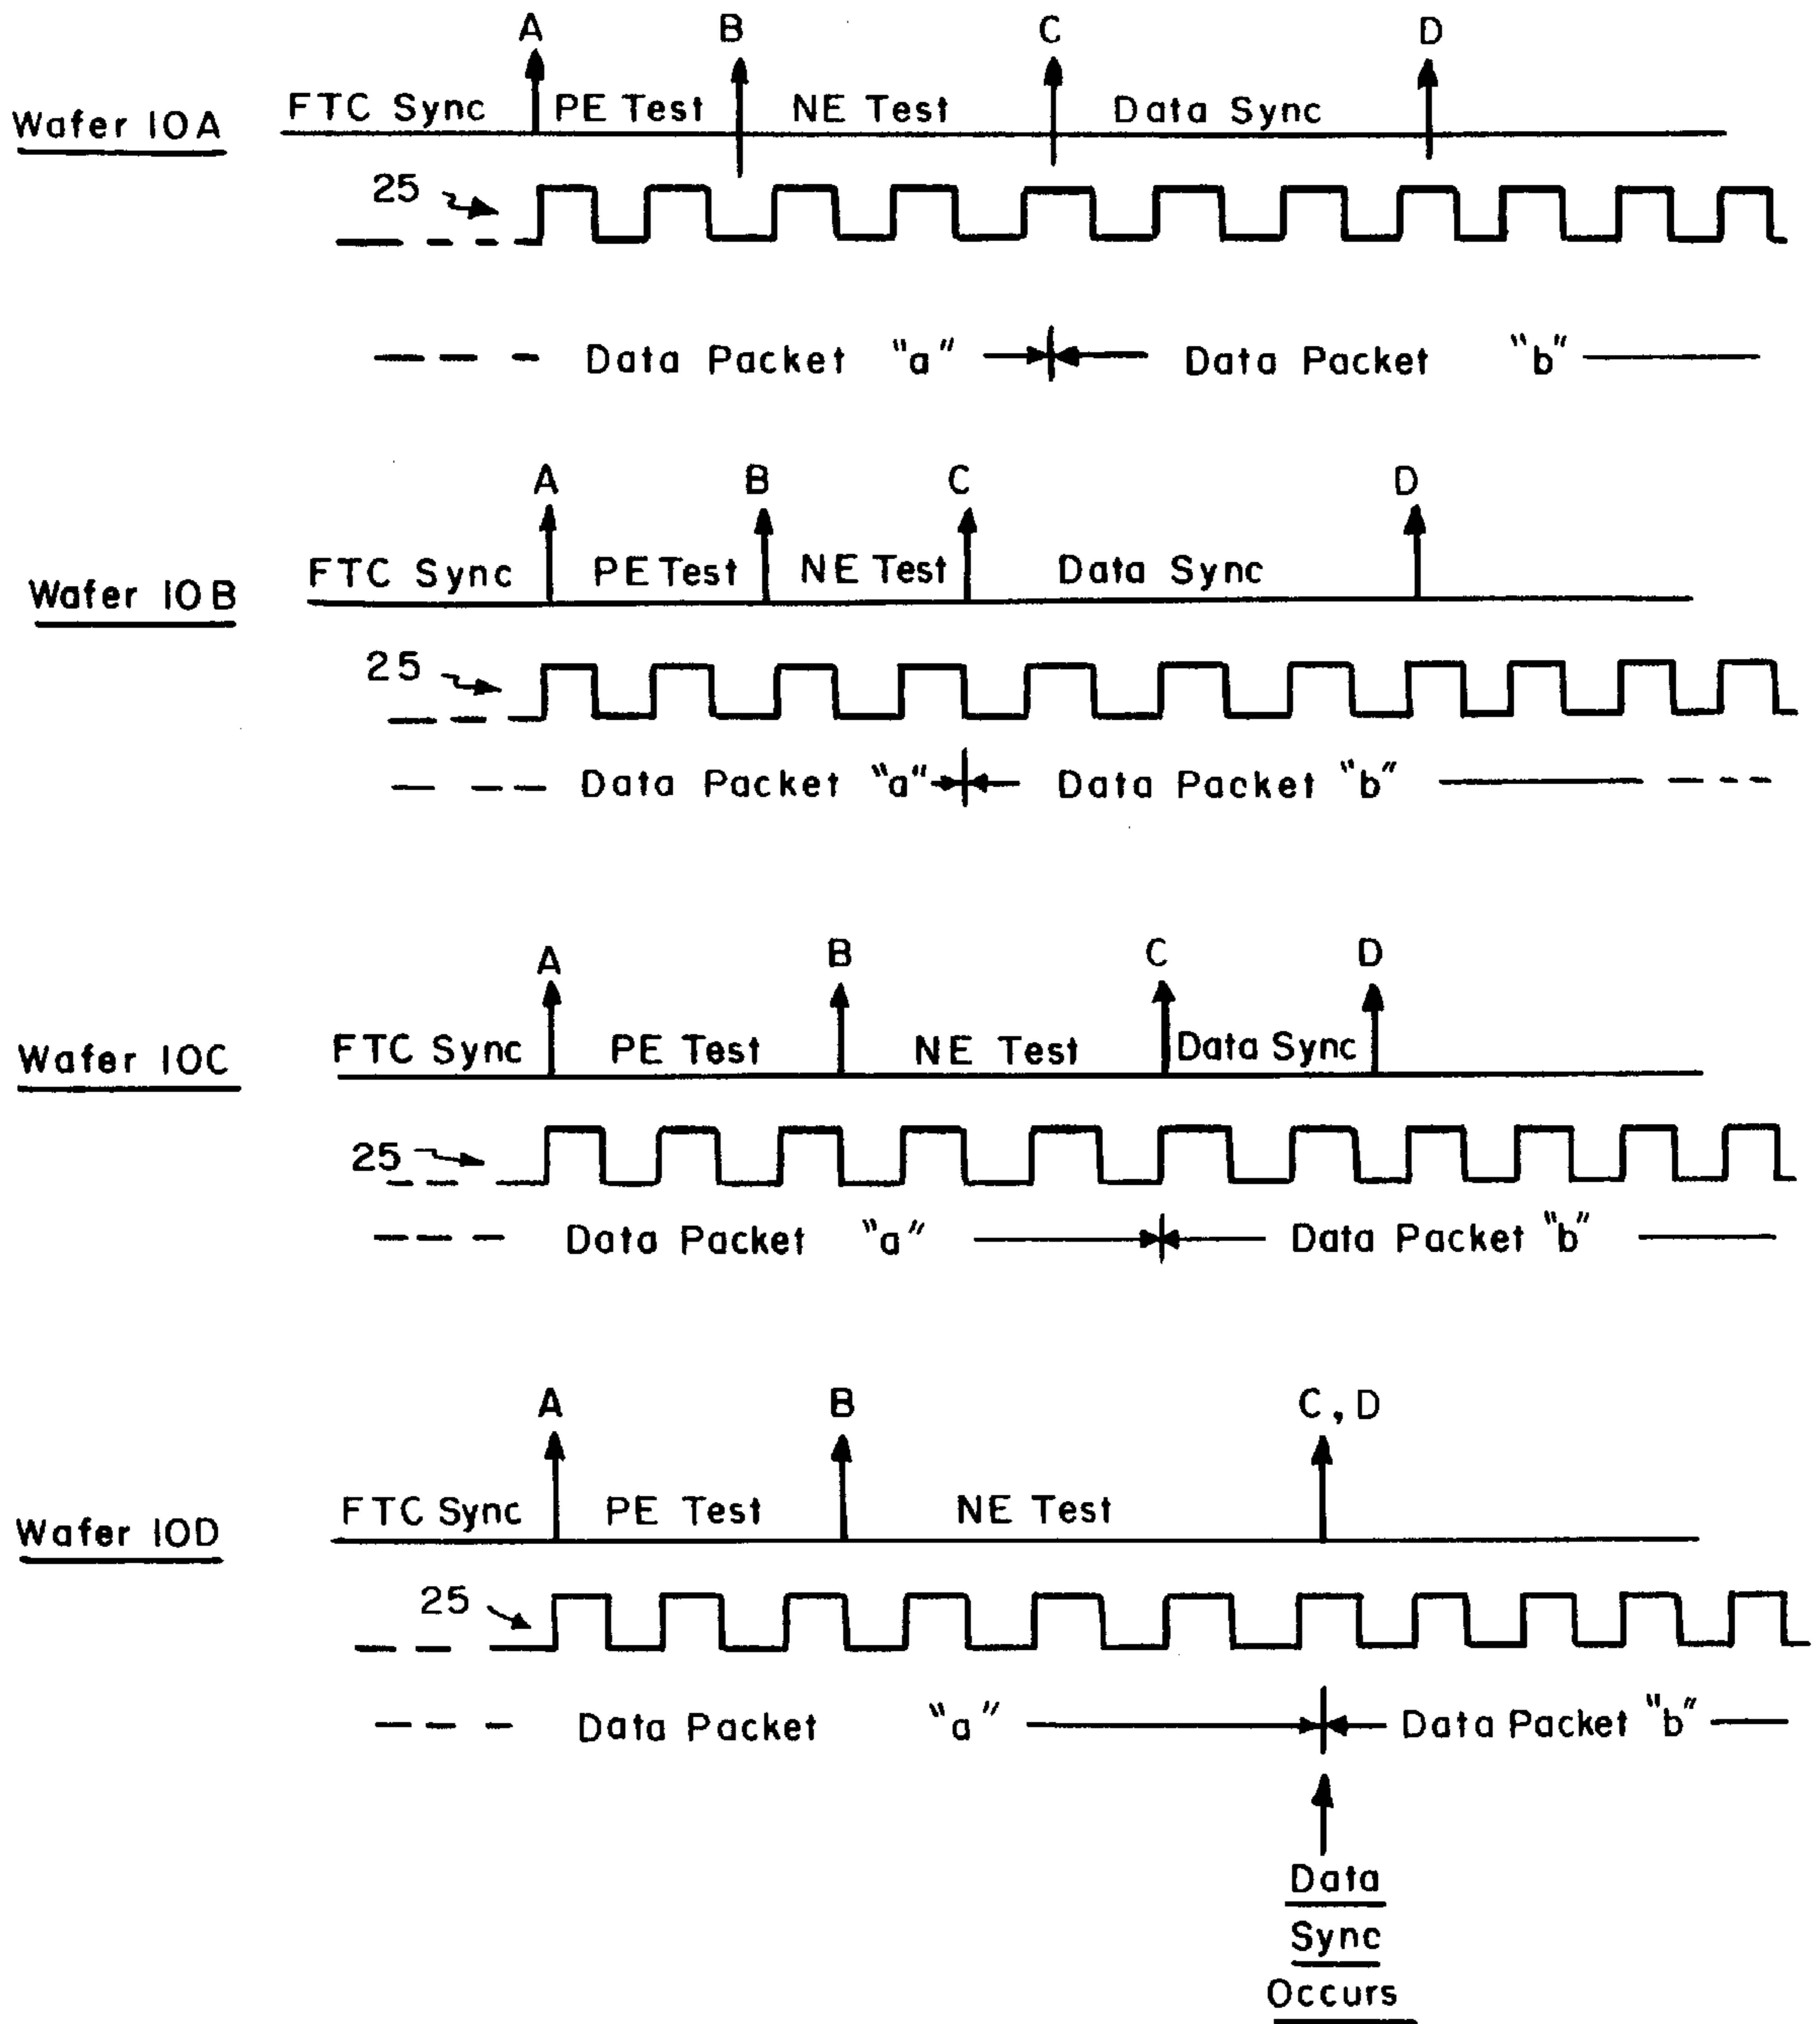 A B C D
FTC Sync PE Test NE Test Data Sync
Wafer 10A
25
Data Packet "a" Data Packet "b"
A B C D
FTC Sync PE Test NE Test Data Sync
Wafer 10B
25
Data Packet "a" Data Packet "b"
A B C D
FTC Sync PE Test NE Test Data Sync
Wafer 10C
25
Data Packet "a" Data Packet "b"
A B C, D
FTC Sync PE Test NE Test
Wafer 10D
25
Data Packet "a" Data Packet "b"
Data
Sync
Occurs